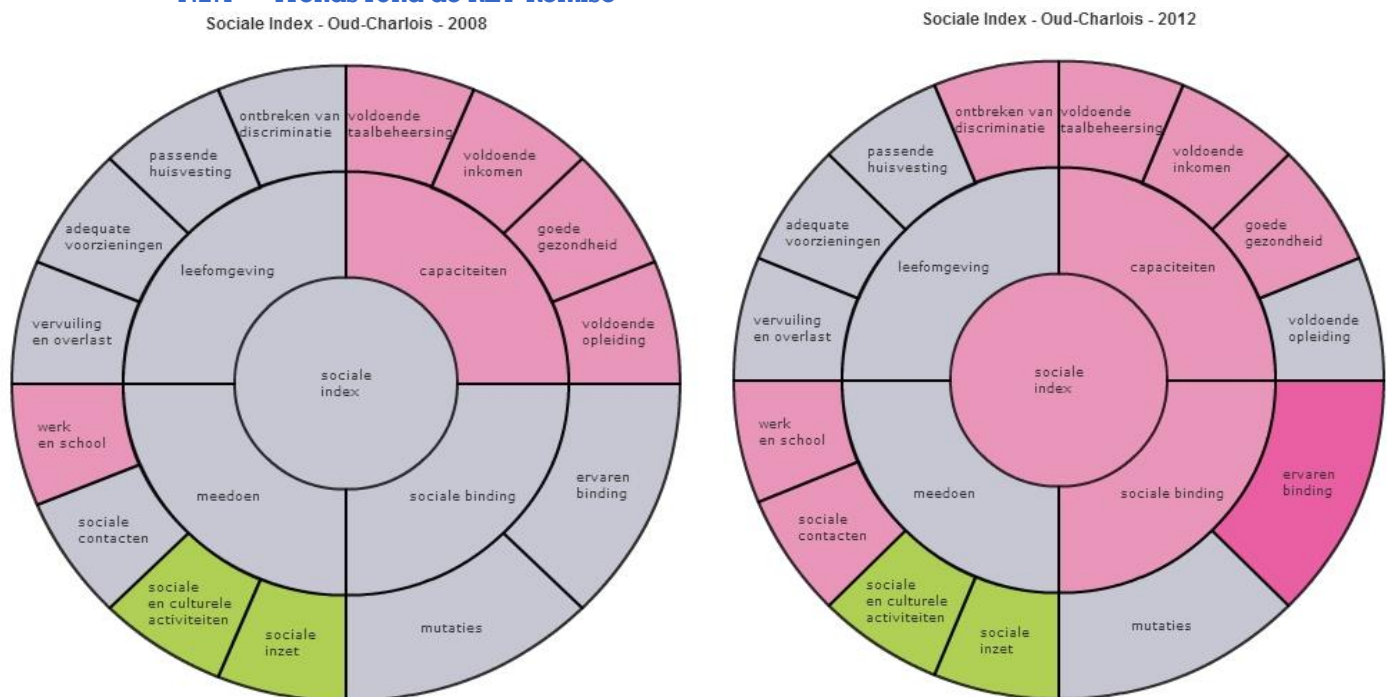 Sociale Index - Oud-Charlois - 2008
ontbreken van
discriminatie
voldoende
taalbeheersing
passende
huisvesting
voldoende
inkomen
adequate
voorzieningen
goede
gezondheid
leefomgeving
capaciteiten
vervuiling
en overlast
voldoende
opleiding
sociale
index
werk
en school
ervaren
binding
meedoen
sociale binding
sociale
contacten
sociale
en culturele
activiteiten
sociale
inzet
mutaties
Sociale Index - Oud-Charlois - 2012
ontbreken van
discriminatie
voldoende
taalbeheersing
passende
huisvesting
voldoende
inkomen
adequate
voorzieningen
goede
gezondheid
leefomgeving
capaciteiten
vervuiling
en overlast
voldoende
opleiding
sociale
index
werk
en school
ervaren
binding
meedoen
sociale binding
sociale
contacten
sociale
en culturele
activiteiten
sociale
inzet
mutaties